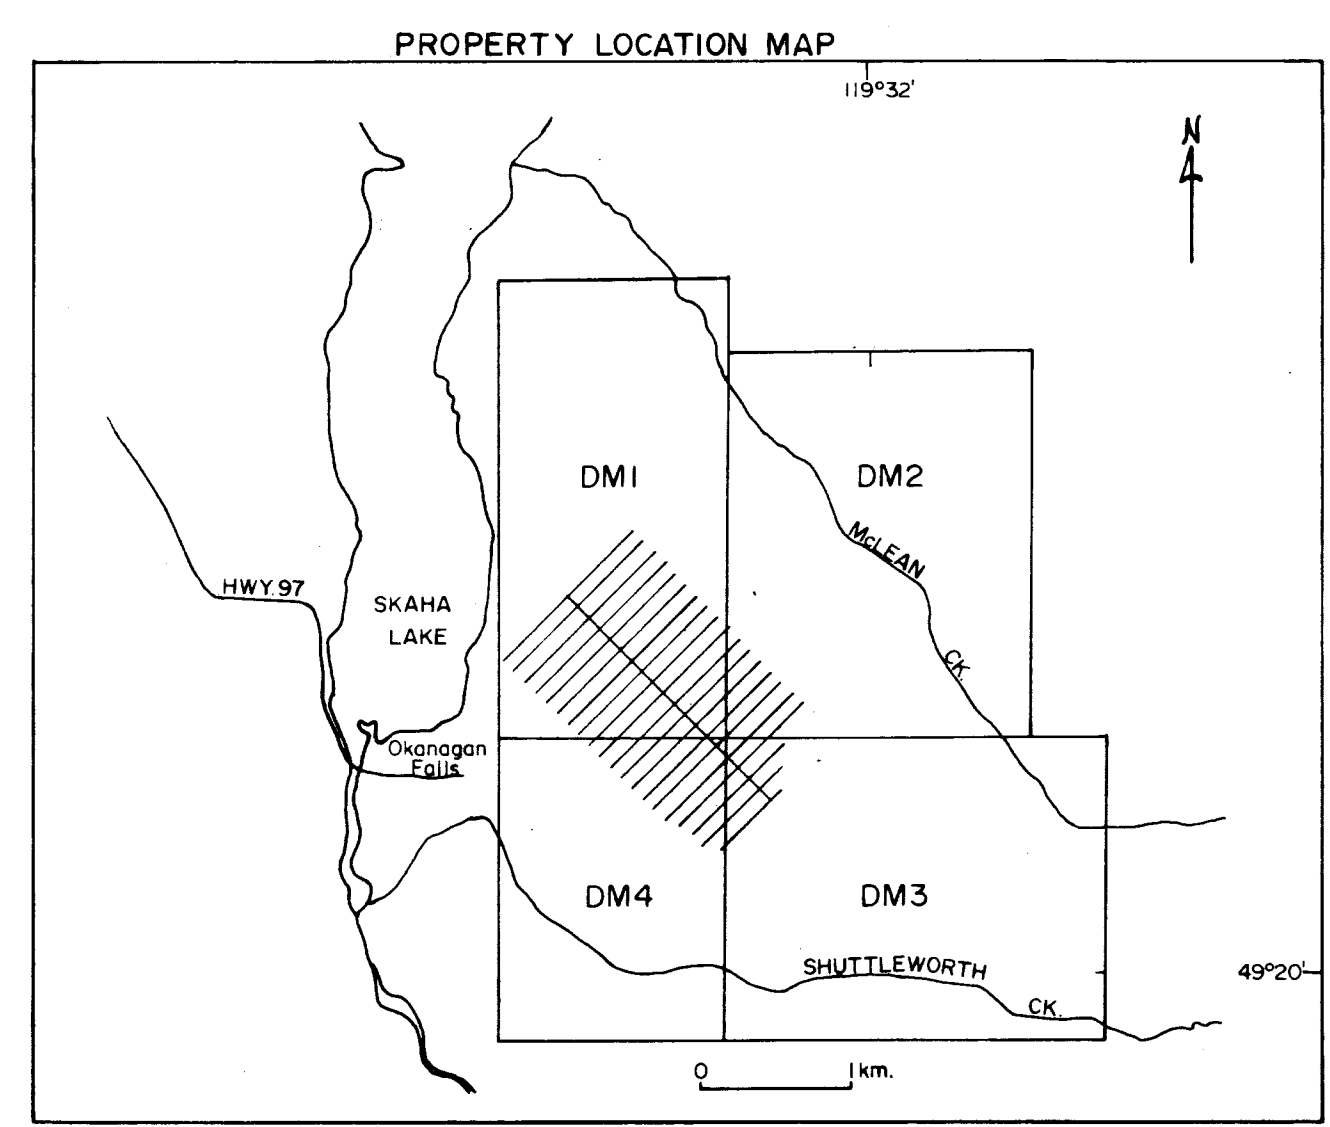 PROPERTY LOCATION MAP
119°32'
N
DM1
DM2
McLEAN
CK.
HWY. 97
SKAHA
LAKE
Okanagan
Falls
DM4
DM3
SHUTTLEWORTH
CK.
49°20'
0 1 km.